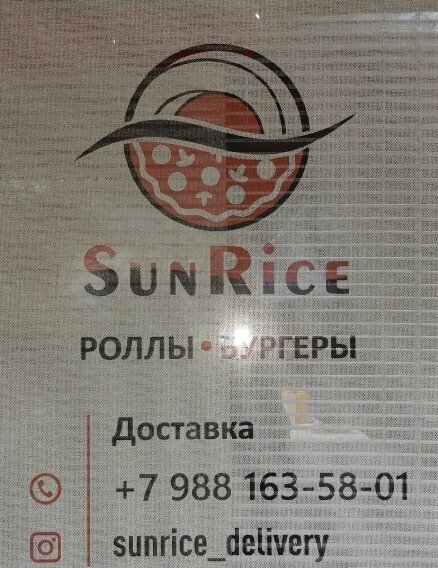 SUNRICE
РОЛЛЫ • БУРГЕРЫ
Доставка
+7 988 163-58-01
sunrice_delivery